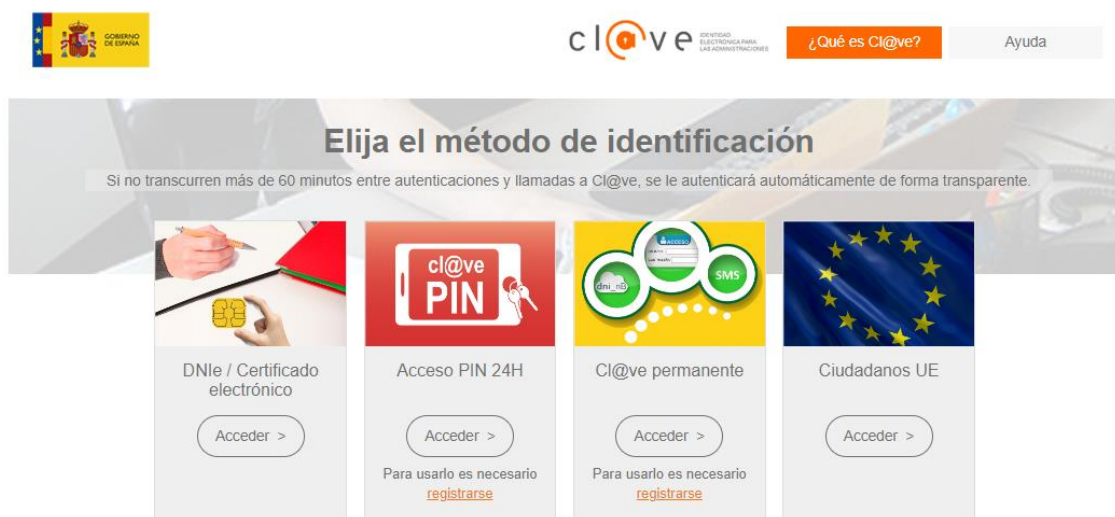 GOBIERNO
DE ESPAÑA
cl@ve
IDENTIDAD
ELECTRÓNICA PARA
LAS ADMINISTRACIONES
¿Qué es Cl@ve?
Ayuda
Elija el método de identificación
Si no transcurren más de 60 minutos entre autenticaciones y llamadas a Cl@ve, se le autenticará automáticamente de forma transparente.
cl@ve
PIN
ACCESO
dni_nB
SMS
DNIe / Certificado
electrónico
Acceso PIN 24H
Cl@ve permanente
Ciudadanos UE
Acceder >
Acceder >
Acceder >
Acceder >
Para usarlo es necesario
registrarse
Para usarlo es necesario
registrarse